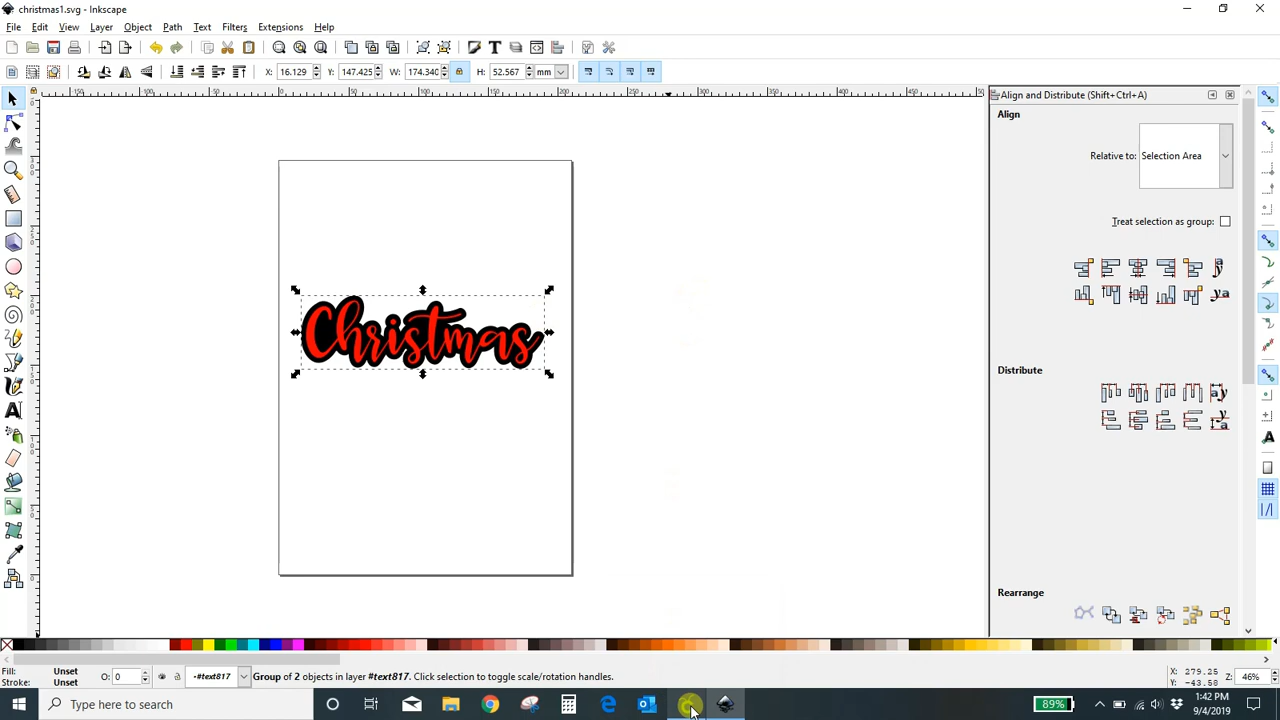 christmas1.svg - Inkscape
File Edit View Layer Object Path Text Filters Extensions Help
X: 16.129 Y: 147.425 W: 174.340 H: 52.567 mm
Align and Distribute (Shift+Ctrl+A)
Align
Relative to: Selection Area
Treat selection as group:
Christmas
Distribute
Rearrange
Fill: Unset
Stroke: Unset
O: 0
-#text817
Group of 2 objects in layer #text817. Click selection to toggle scale/rotation handles.
X: 279.25
Y: -43.58
Z: 46%
Type here to search
89%
1:42 PM
9/4/2019